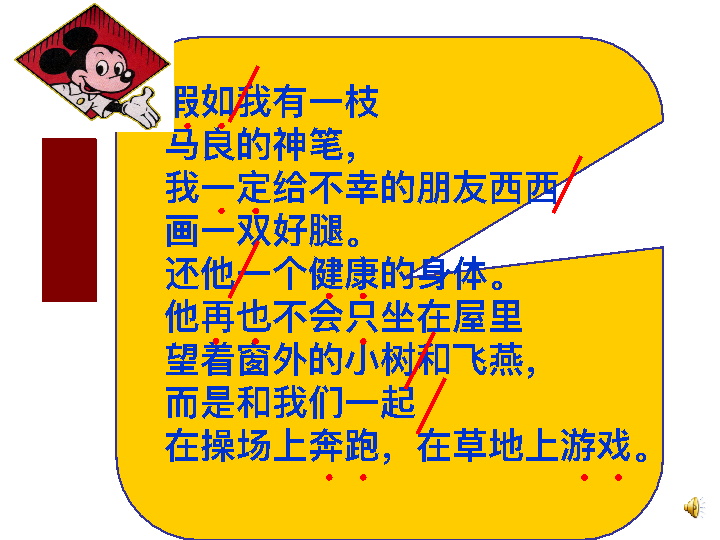 假如我有一枝
马良的神笔，
我一定给不幸的朋友西西
画一双好腿。
还他一个健康的身体。
他再也不会只坐在屋里
望着窗外的小树和飞燕，
而是和我们一起
在操场上奔跑，在草地上游戏。